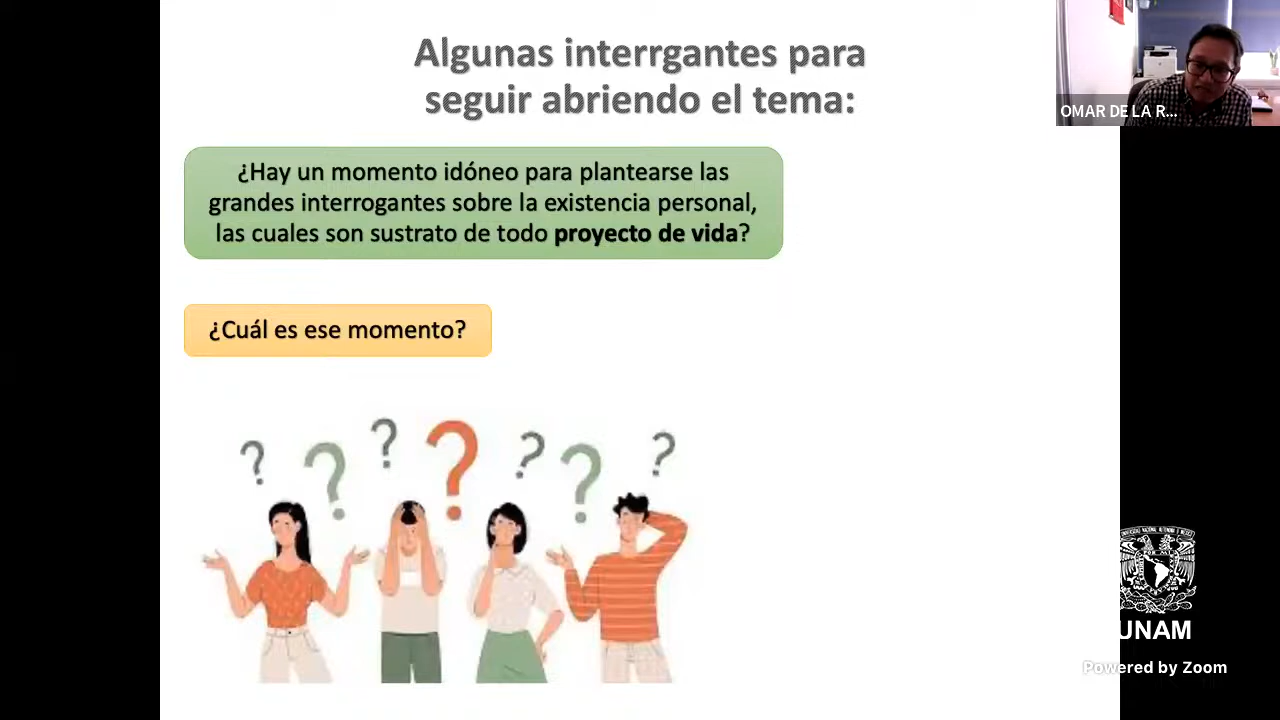 Algunas interrgantes para
seguir abriendo el tema:
OMAR DE LA R...
¿Hay un momento idóneo para plantearse las
grandes interrogantes sobre la existencia personal,
las cuales son sustrato de todo proyecto de vida?
¿Cuál es ese momento?
? ? ? ? ? ? ?
UNAM
Powered by Zoom